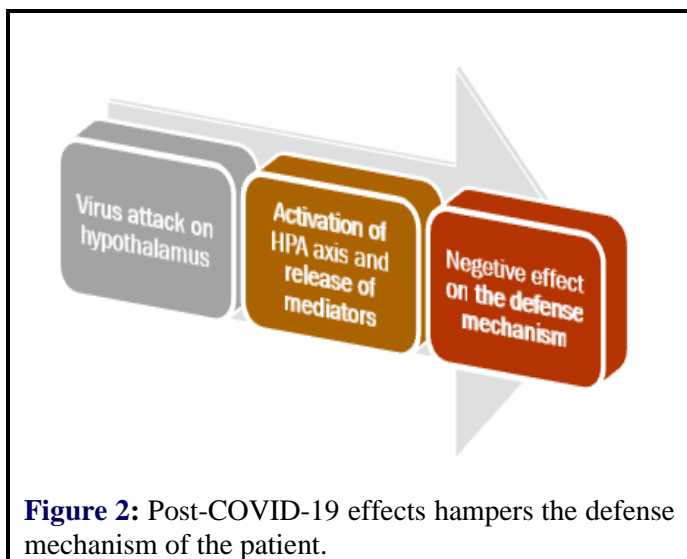 Virus attack on
hypothalamus
Activation of
HPA axis and
release of
mediators
Negetive effect
on the defense
mechanism
Figure 2: Post-COVID-19 effects hampers the defense
mechanism of the patient.